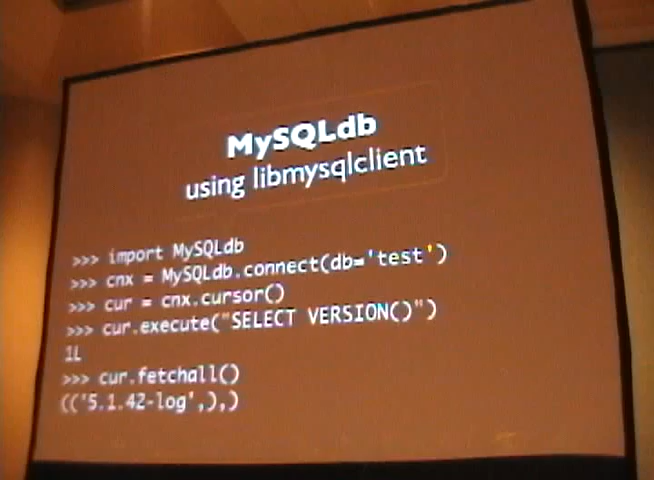 MySQLdb
using libmysqlclient
>>> import MySQLdb
>>> cnx = MySQLdb.connect(db='test')
>>> cur = cnx.cursor()
>>> cur.execute("SELECT VERSION()")
1L
>>> cur.fetchall()
(('5.1.42-log',),)